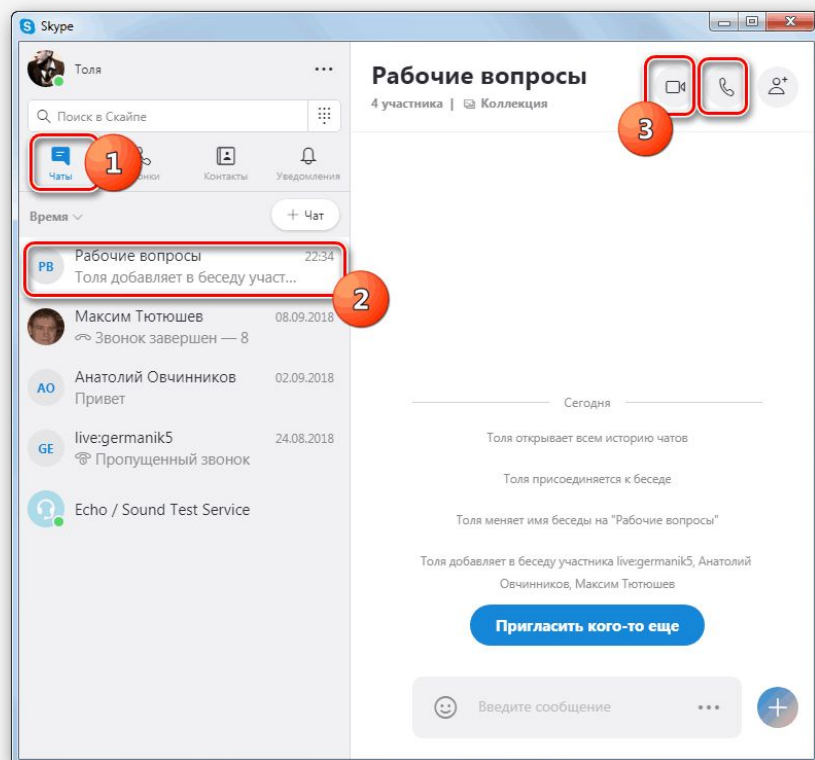 Skype
Толя
Поиск в Скайпе
Чаты
1
Контакты
Уведомления
Время
+ Чат
РВ
Рабочие вопросы
22:34
Толя добавляет в беседу участ...
2
Максим Тютюшев
08.09.2018
Звонок завершен — 8
АО
Анатолий Овчинников
02.09.2018
Привет
GE
live:germanik5
24.08.2018
Пропущенный звонок
Echo / Sound Test Service
Рабочие вопросы
4 участника | Коллекция
3
Сегодня
Толя открывает всем историю чатов
Толя присоединяется к беседе
Толя меняет имя беседы на "Рабочие вопросы"
Толя добавляет в беседу участника live:germanik5, Анатолий
Овчинников, Максим Тютюшев
Пригласить кого-то еще
Введите сообщение